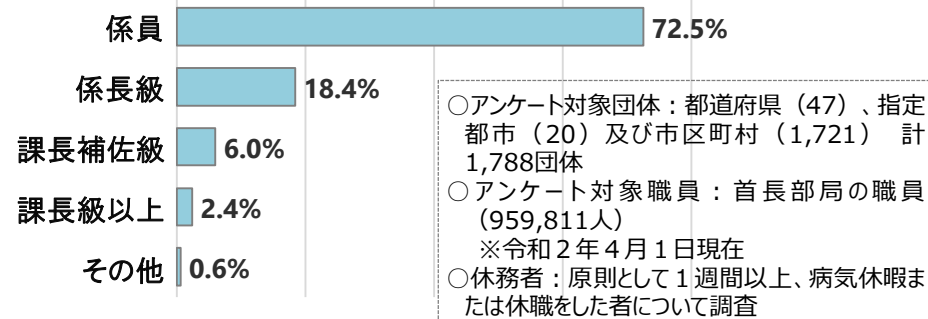 係員 72.5%
係長級 18.4%
課長補佐級 6.0%
課長級以上 2.4%
その他 0.6%
○アンケート対象団体：都道府県（47）、指定
都市（20）及び市区町村（1,721） 計
1,788団体
○アンケート対象職員：首長部局の職員
（959,811人）
※令和２年４月１日現在
○休務者：原則として１週間以上、病気休暇ま
たは休職をした者について調査